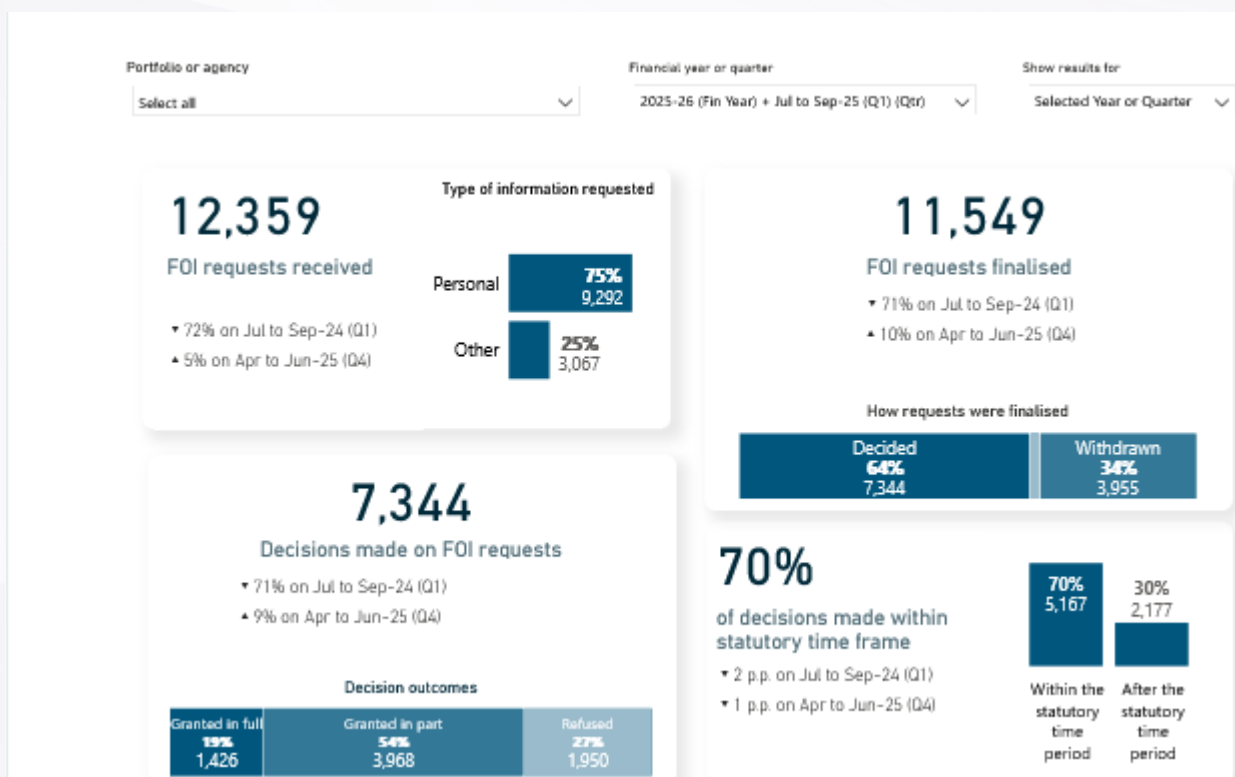 Portfolio or agency
Select all
Financial year or quarter
2025-26 (Fin Year) + Jul to Sep-25 (Q1) (Qtr)
Show results for
Selected Year or Quarter
12,359
FOI requests received
▼ 72% on Jul to Sep-24 (Q1)
▲ 5% on Apr to Jun-25 (Q4)
Type of information requested
Personal
75%
9,292
Other
25%
3,067
11,549
FOI requests finalised
▼ 71% on Jul to Sep-24 (Q1)
▲ 10% on Apr to Jun-25 (Q4)
How requests were finalised
Decided
64%
7,344
Withdrawn
34%
3,955
7,344
Decisions made on FOI requests
▼ 71% on Jul to Sep-24 (Q1)
▲ 9% on Apr to Jun-25 (Q4)
Decision outcomes
Granted in full
19%
1,426
Granted in part
54%
3,968
Refused
27%
1,950
70%
of decisions made within
statutory time frame
▼ 2 p.p. on Jul to Sep-24 (Q1)
▼ 1 p.p. on Apr to Jun-25 (Q4)
70%
5,167
Within the
statutory
time
period
30%
2,177
After the
statutory
time
period